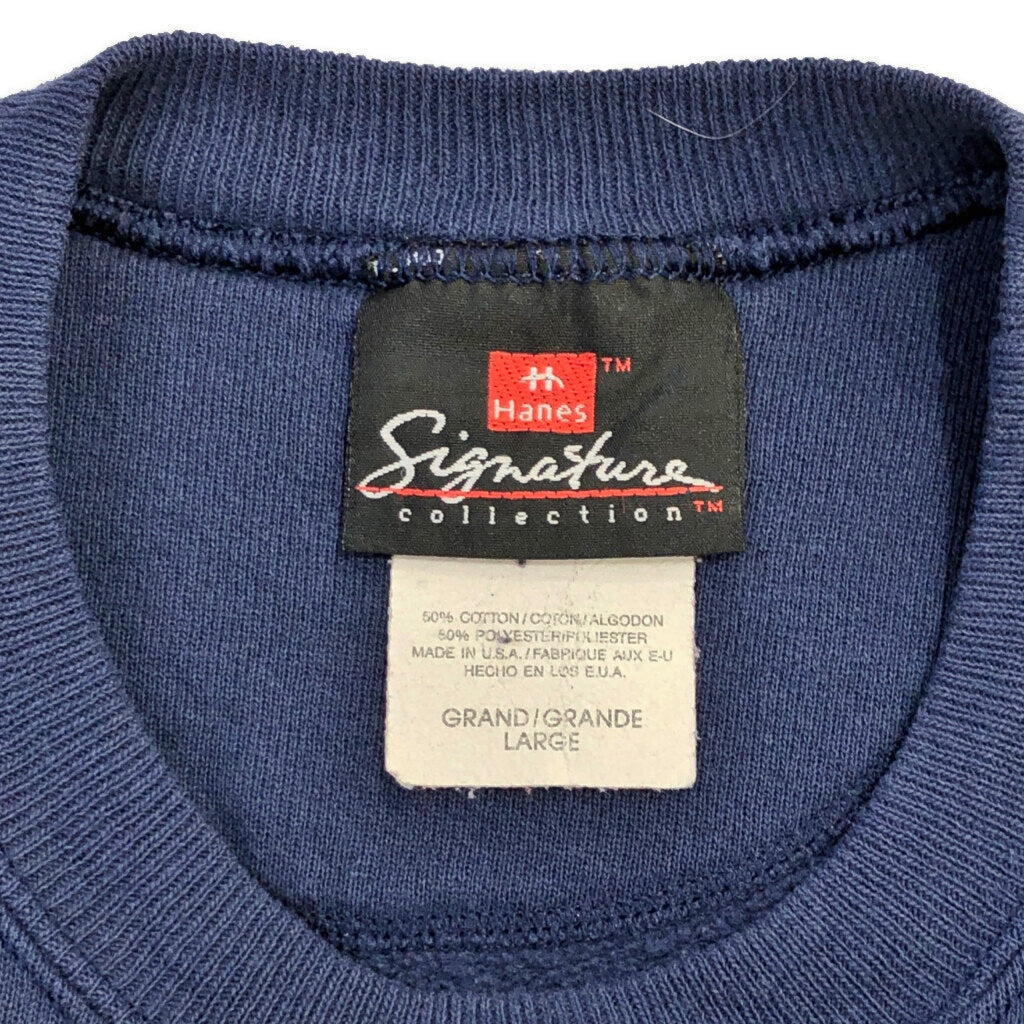 H TM
Hanes
Signature
collection TM
50% COTTON/COTON/ALGODON
50% POLYESTER/POLIESTER
MADE IN U.S.A./FABRIQUE AUX E-U
HECHO EN LOS E.U.A.
GRAND/GRANDE
LARGE